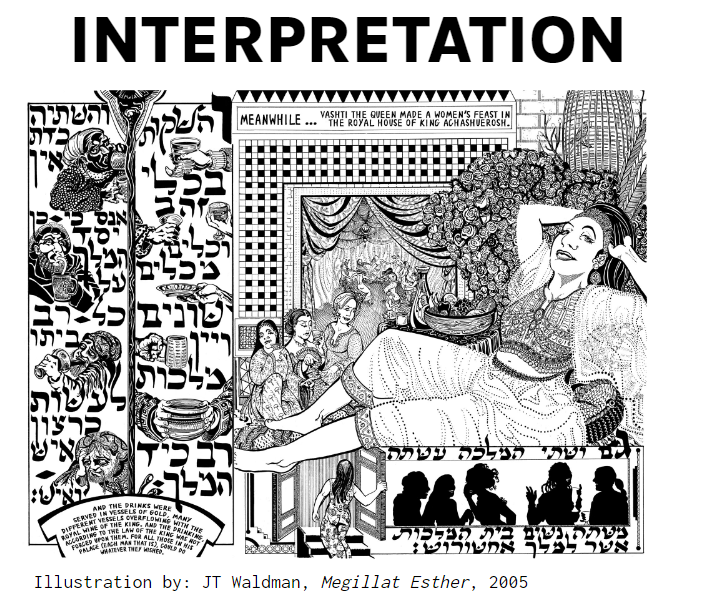 INTERPRETATION
והשקות
בכלי
זהב
וכלים
מכלים
שונים
ויין
מלכות
רב כיד
המלך.
והשתיה
כדת
אין
אנס כי־כן
יסד
המלך
על
כל־רב
ביתו
לעשות
כרצון
איש
ואיש:
AND THE DRINKS WERE
SERVED IN VESSELS OF GOLD, MANY
DIFFERENT VESSELS OVERFLOWING WITH THE
ROYAL WINE OF THE KING. AND THE DRINKING
ACCORDING TO THE LAW OF THE KING WAS NOT
FORCED UPON THEM. FOR ALL THOSE IN HIS
PALACE (EACH MAN THAT IS), COULD DO
WHATEVER THEY WISHED.
MEANWHILE ... VASHTI THE QUEEN MADE A WOMEN'S FEAST IN
THE ROYAL HOUSE OF KING ACHASHUEROSH.
גם ושתי המלכה עשתה
משתה נשים בית המלכות
אשר למלך אחשורוש:
Illustration by: JT Waldman, Megillat Esther, 2005